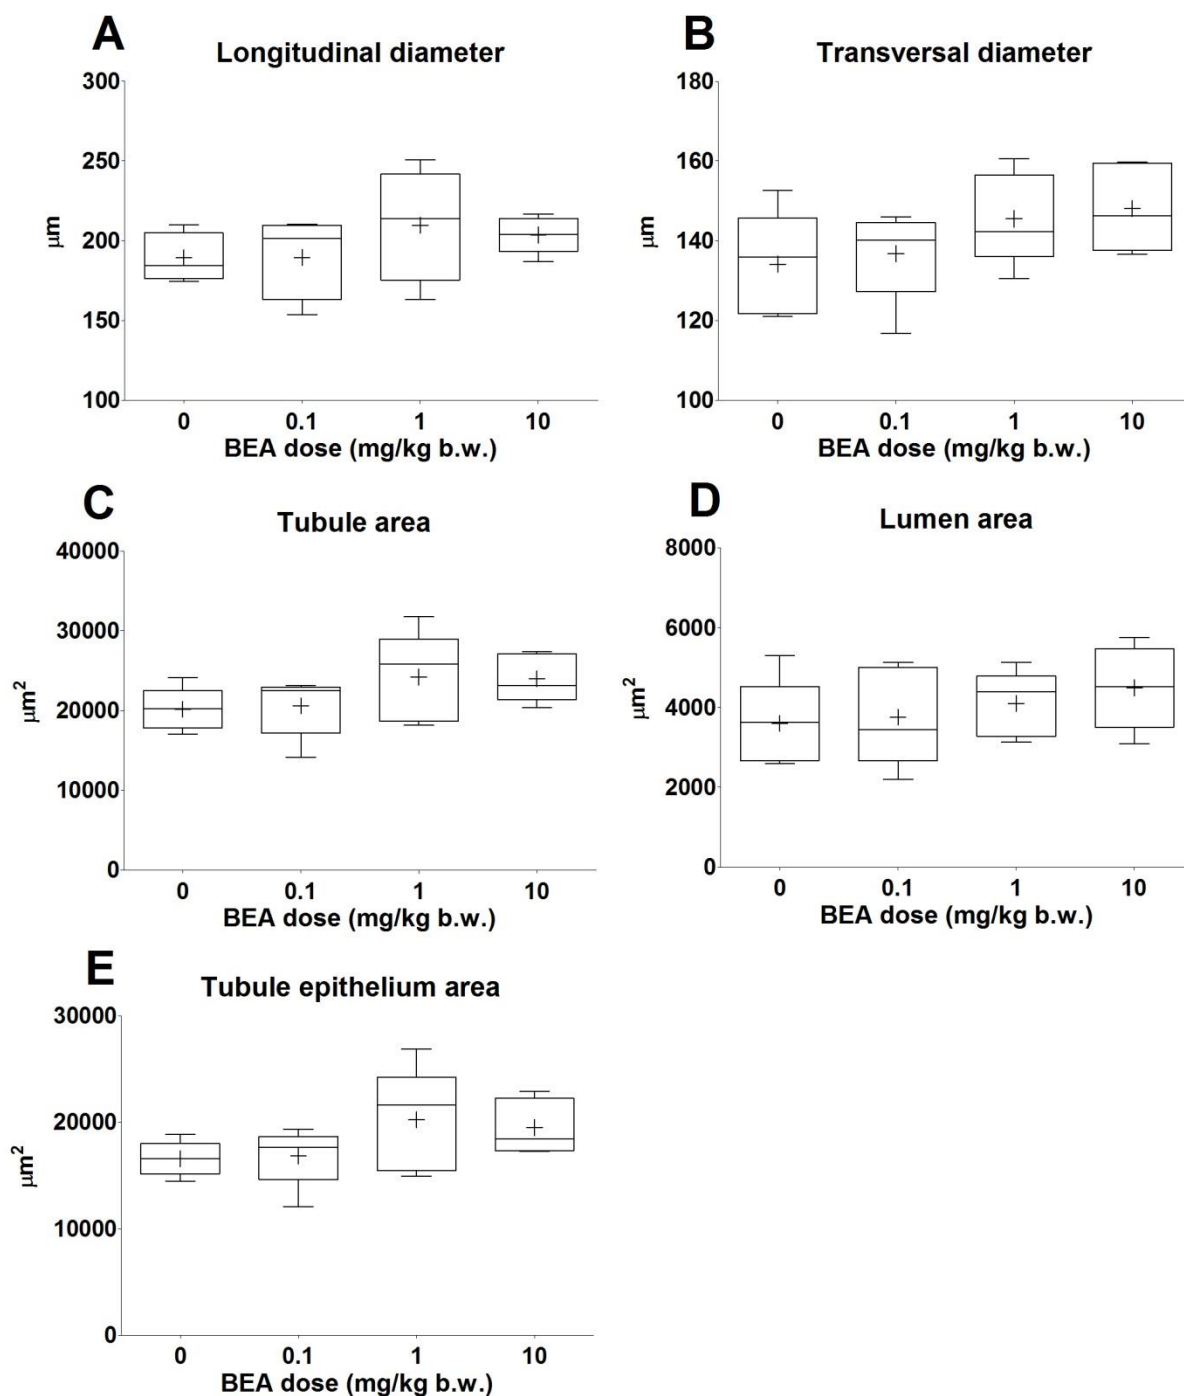 A
Longitudinal diameter
300
250
200
150
100
µm
0 0.1 1 10
BEA dose (mg/kg b.w.)
B
Transversal diameter
180
160
140
120
100
µm
0 0.1 1 10
BEA dose (mg/kg b.w.)
C
Tubule area
40000
30000
20000
10000
0
µm²
0 0.1 1 10
BEA dose (mg/kg b.w.)
D
Lumen area
8000
6000
4000
2000
0
µm²
0 0.1 1 10
BEA dose (mg/kg b.w.)
E
Tubule epithelium area
30000
20000
10000
0
µm²
0 0.1 1 10
BEA dose (mg/kg b.w.)